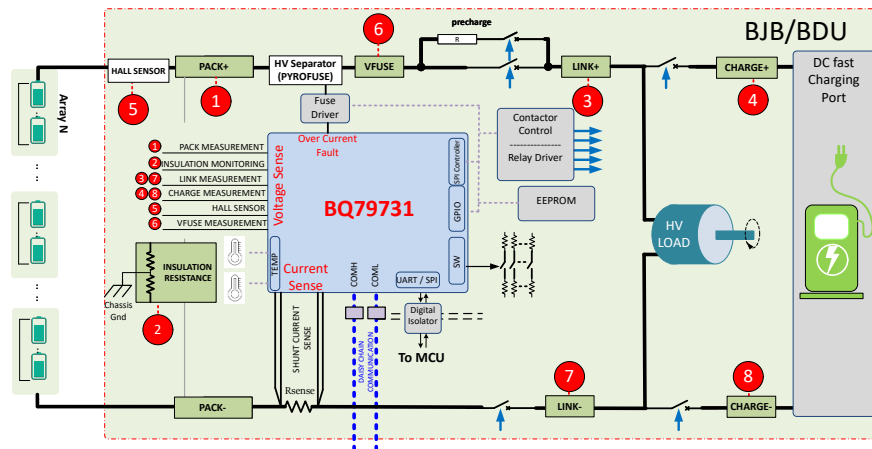 BJB/BDU
precharge
6
R
HALL SENSOR
PACK+
HV Separator
(PYROFUSE)
VFUSE
LINK+
CHARGE+
DC fast
Charging
Port
5
1
3
4
Array N
Fuse
Driver
Contactor
Control
---------------
Relay Driver
Over Current
Fault
1 PACK MEASUREMENT
2 INSULATION MONITORING
3 7 LINK MEASUREMENT
4 8 CHARGE MEASUREMENT
5 HALL SENSOR
6 VFUSE MEASUREMENT
Voltage Sense
BQ79731
SPI Controller
GPIO
EEPROM
HV
LOAD
INSULATION
RESISTANCE
TEMP
Current
Sense
COMH
COML
UART / SPI
SW
Chassis
Gnd
2
SHUNT CURRENT
SENSE
DAISY CHAIN
COMMUNICATION
Digital
Isolator
To MCU
Rsense
7
8
PACK-
LINK-
CHARGE-